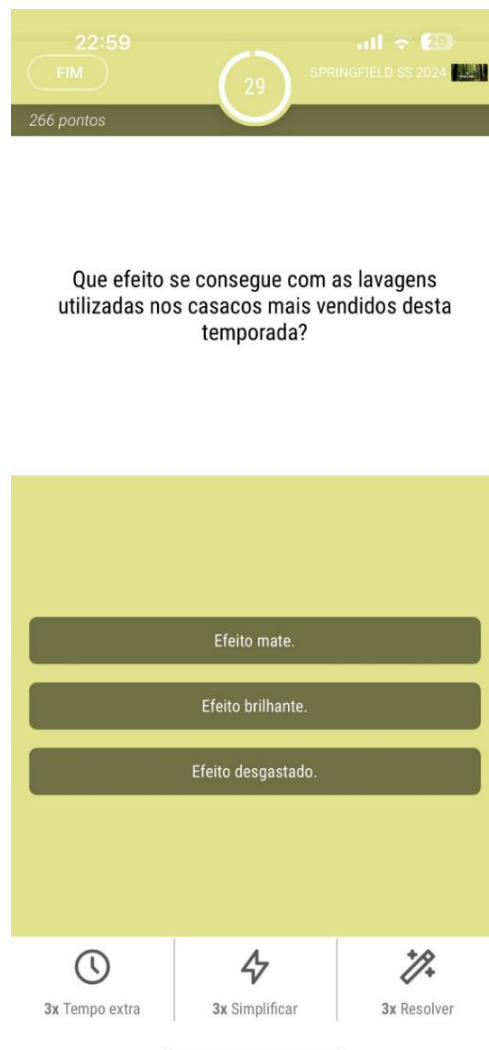 22:59
29
FIM
29
SPRINGFIELD SS 2024
266 pontos
Que efeito se consegue com as lavagens
utilizadas nos casacos mais vendidos desta
temporada?
Efeito mate.
Efeito brilhante.
Efeito desgastado.
3x Tempo extra
3x Simplificar
3x Resolver